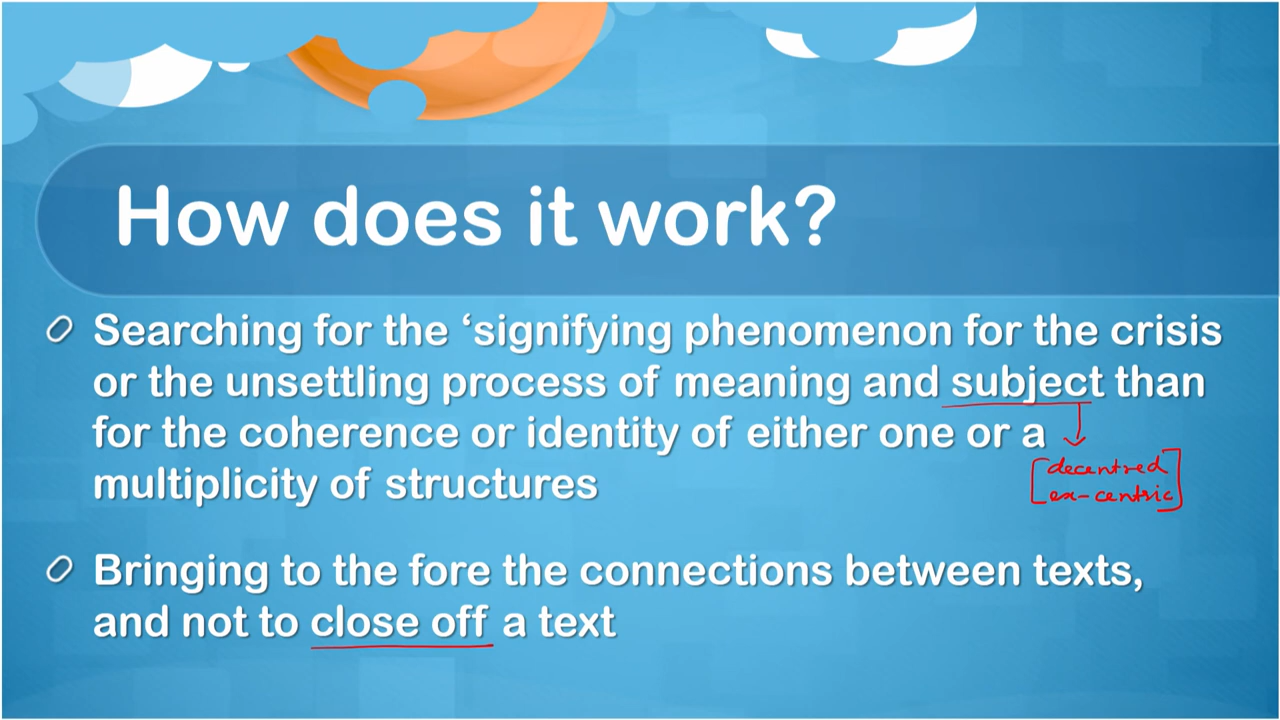 How does it work?
Searching for the ‘signifying phenomenon for the crisis
or the unsettling process of meaning and subject than
for the coherence or identity of either one or a
multiplicity of structures
decentred
ex-centric
Bringing to the fore the connections between texts,
and not to close off a text